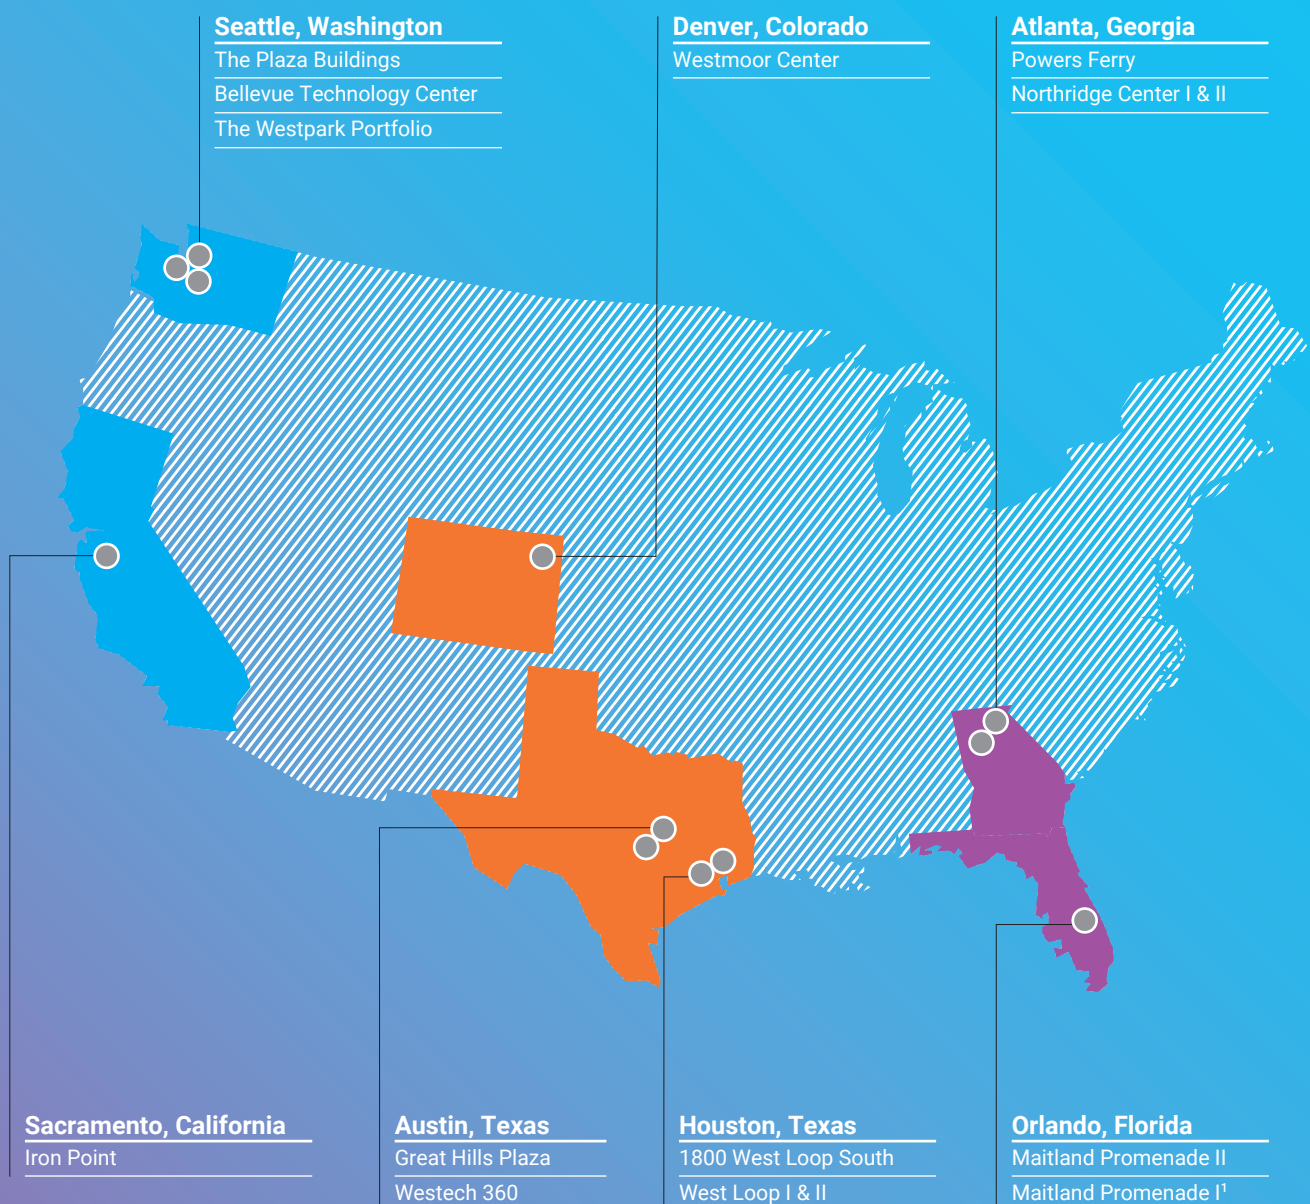 Seattle, Washington
The Plaza Buildings
Bellevue Technology Center
The Westpark Portfolio
Denver, Colorado
Westmoor Center
Atlanta, Georgia
Powers Ferry
Northridge Center I & II
Sacramento, California
Iron Point
Austin, Texas
Great Hills Plaza
Westech 360
Houston, Texas
1800 West Loop South
West Loop I & II
Orlando, Florida
Maitland Promenade II
Maitland Promenade I¹